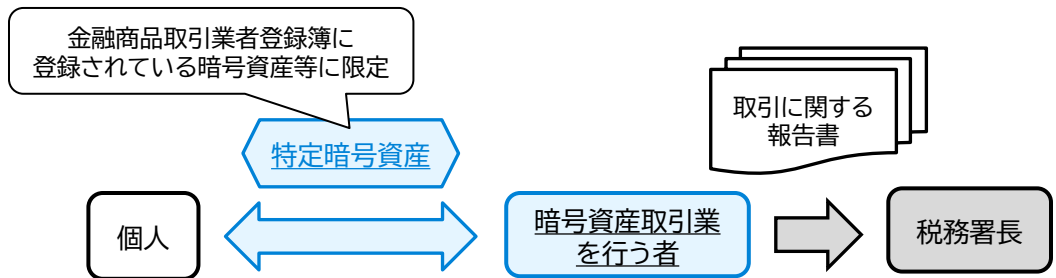 金融商品取引業者登録簿に
登録されている暗号資産等に限定
取引に関する
報告書
特定暗号資産
個人
暗号資産取引業
を行う者
税務署長